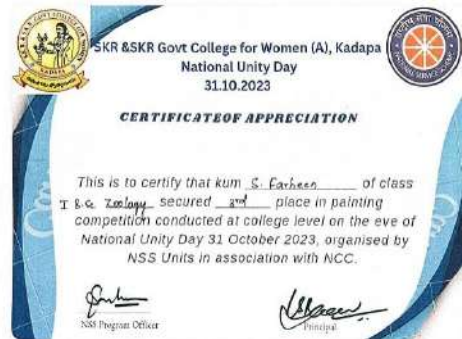 SKR &SKR Govt College for Women (A), Kadapa
National Unity Day
31.10.2023
CERTIFICATEOF APPRECIATION
This is to certify that kum S. Farheen of class
I B.Sc Zoology secured 3rd place in painting
competition conducted at college level on the eve of
National Unity Day 31 October 2023, organised by
NSS Units in association with NCC.
NSS Program Officer
Principal